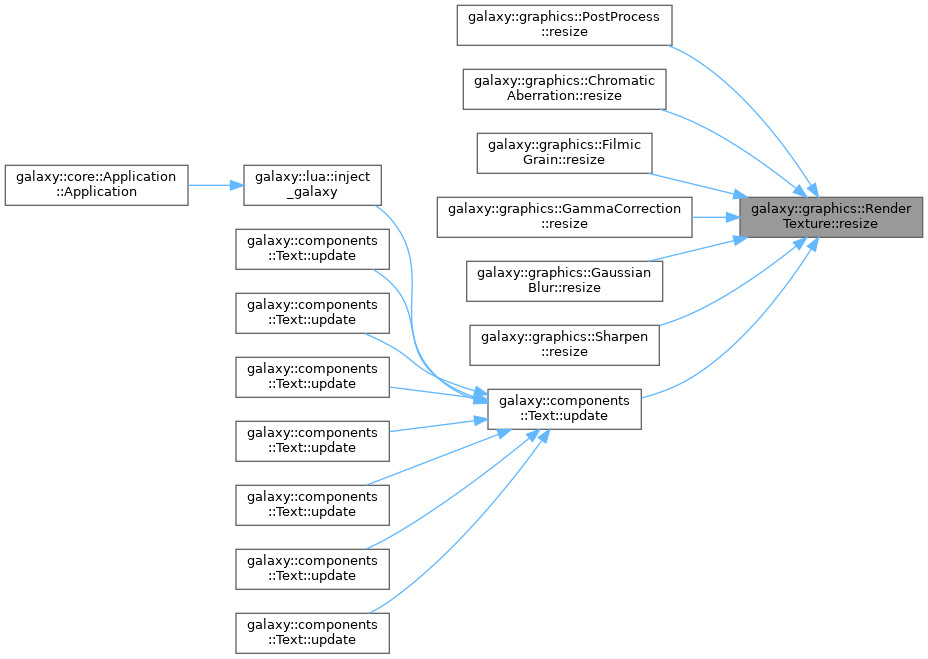 galaxy::graphics::PostProcess
::resize
galaxy::graphics::Chromatic
Aberration::resize
galaxy::graphics::Filmic
Grain::resize
galaxy::core::Application
::Application
galaxy::lua::inject
_galaxy
galaxy::graphics::GammaCorrection
::resize
galaxy::graphics::Render
Texture::resize
galaxy::components
::Text::update
galaxy::graphics::Gaussian
Blur::resize
galaxy::components
::Text::update
galaxy::graphics::Sharpen
::resize
galaxy::components
::Text::update
galaxy::components
::Text::update
galaxy::components
::Text::update
galaxy::components
::Text::update
galaxy::components
::Text::update
galaxy::components
::Text::update